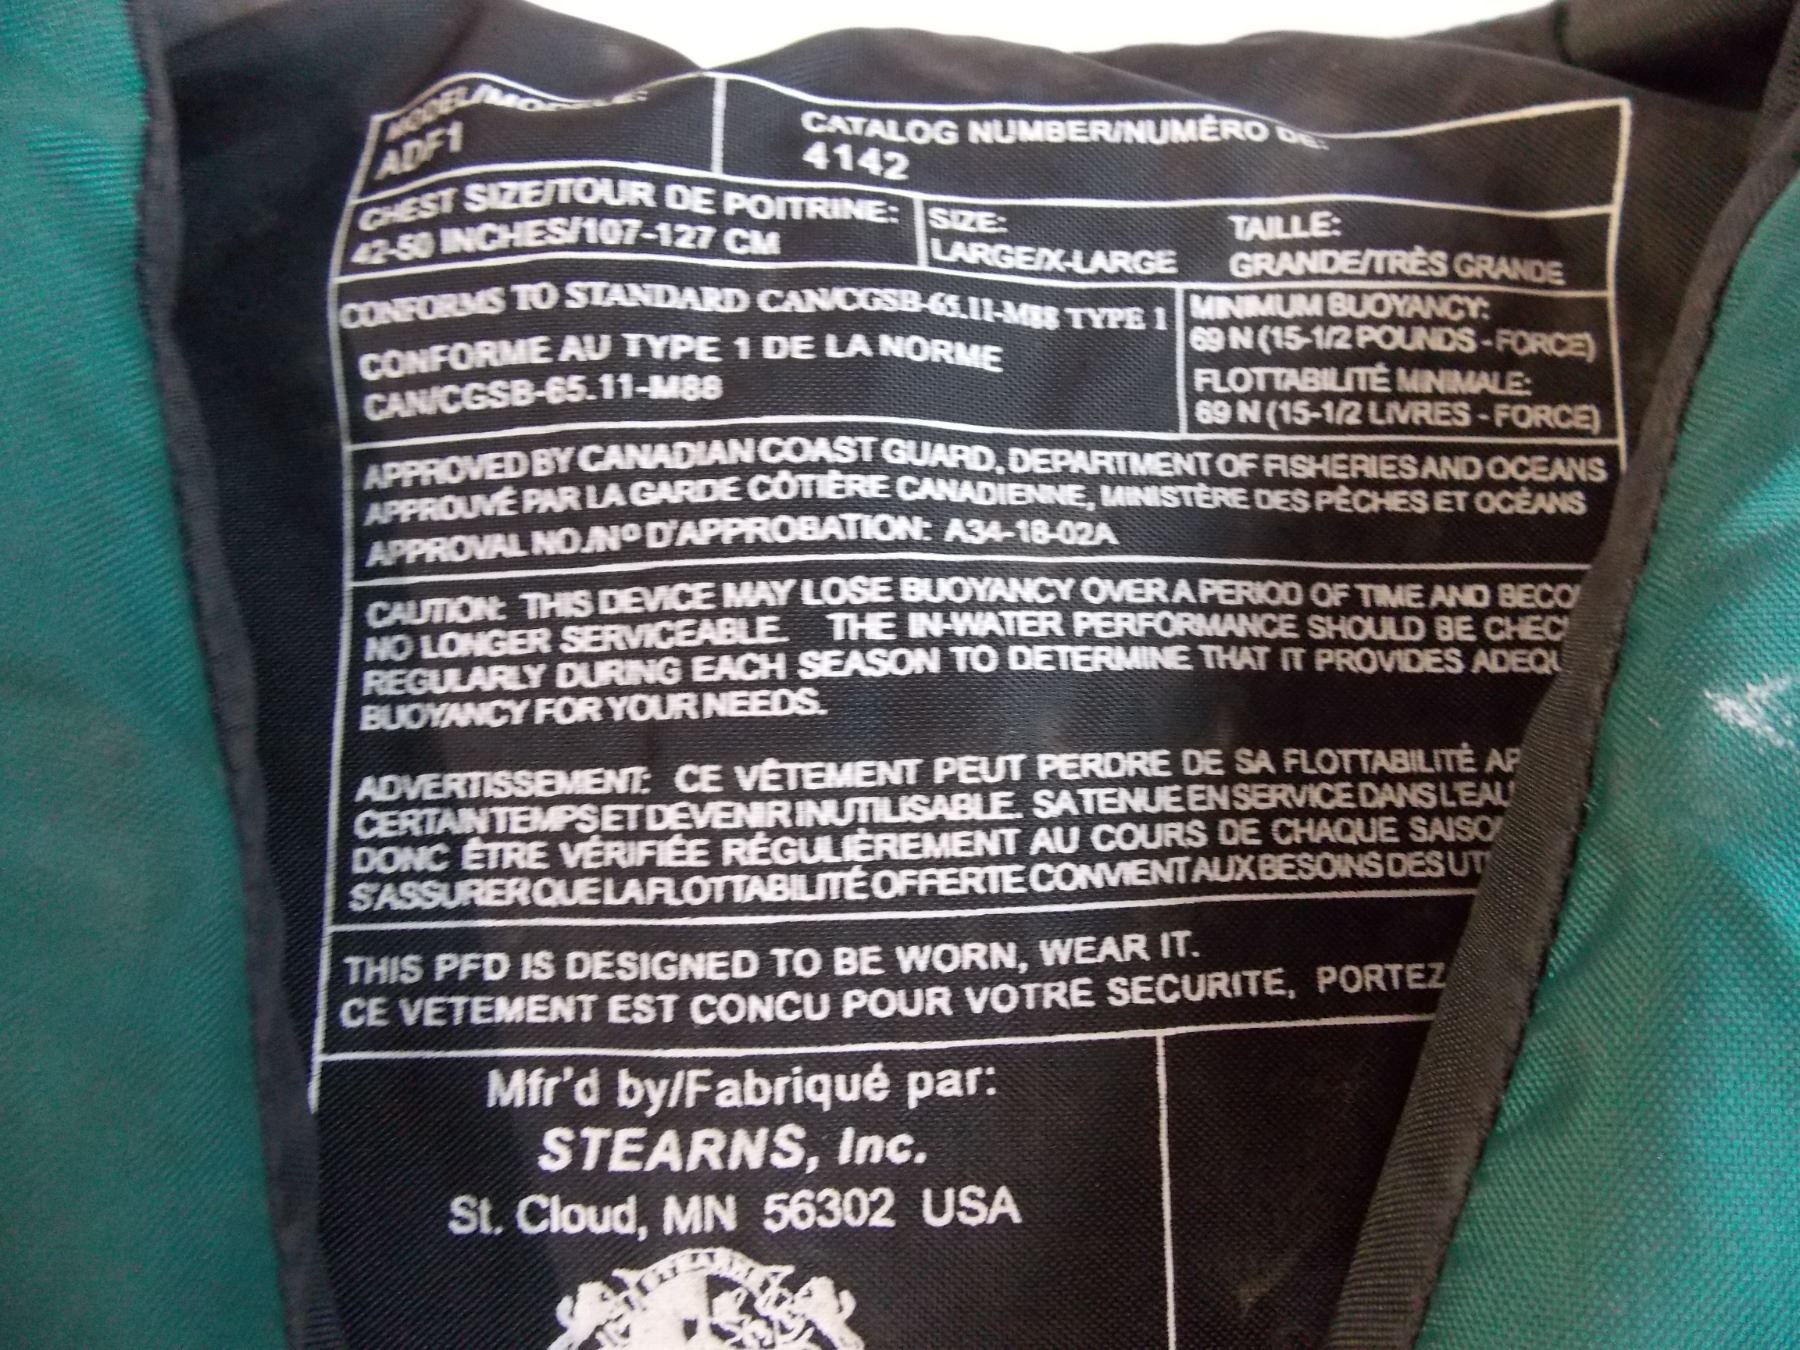 MODEL/MODÈLE:
ADF1
CATALOG NUMBER/NUMÉRO DE:
4142
CHEST SIZE/TOUR DE POITRINE:
42-50 INCHES/107-127 CM
SIZE:
LARGE/X-LARGE
TAILLE:
GRANDE/TRÈS GRANDE
CONFORMS TO STANDARD CAN/CGSB-65.11-M88 TYPE 1
CONFORME AU TYPE 1 DE LA NORME
CAN/CGSB-65.11-M88
MINIMUM BUOYANCY:
69 N (15-1/2 POUNDS - FORCE)
FLOTTABILITÉ MINIMALE:
69 N (15-1/2 LIVRES - FORCE)
APPROVED BY CANADIAN COAST GUARD, DEPARTMENT OF FISHERIES AND OCEANS
APPROUVÉ PAR LA GARDE CÔTIÈRE CANADIENNE, MINISTÈRE DES PÊCHES ET OCÉANS
APPROVAL NO./Nº D'APPROBATION: A34-18-02A
CAUTION: THIS DEVICE MAY LOSE BUOYANCY OVER A PERIOD OF TIME AND BECO
NO LONGER SERVICEABLE. THE IN-WATER PERFORMANCE SHOULD BE CHEC
REGULARLY DURING EACH SEASON TO DETERMINE THAT IT PROVIDES ADEQU
BUOYANCY FOR YOUR NEEDS.
ADVERTISSEMENT: CE VÊTEMENT PEUT PERDRE DE SA FLOTTABILITÉ AP
CERTAIN TEMPS ET DEVENIR INUTILISABLE. SA TENUE EN SERVICE DANS L'EAU
DONC ÊTRE VÉRIFIÉE RÉGULIÈREMENT AU COURS DE CHAQUE SAISO
S'ASSURER QUE LA FLOTTABILITÉ OFFERTE CONVIENT AUX BESOINS DES UT
THIS PFD IS DESIGNED TO BE WORN, WEAR IT.
CE VETEMENT EST CONCU POUR VOTRE SECURITE, PORTEZ
Mfr'd by/Fabriqué par:
STEARNS, Inc.
St. Cloud, MN 56302 USA
STEARNS